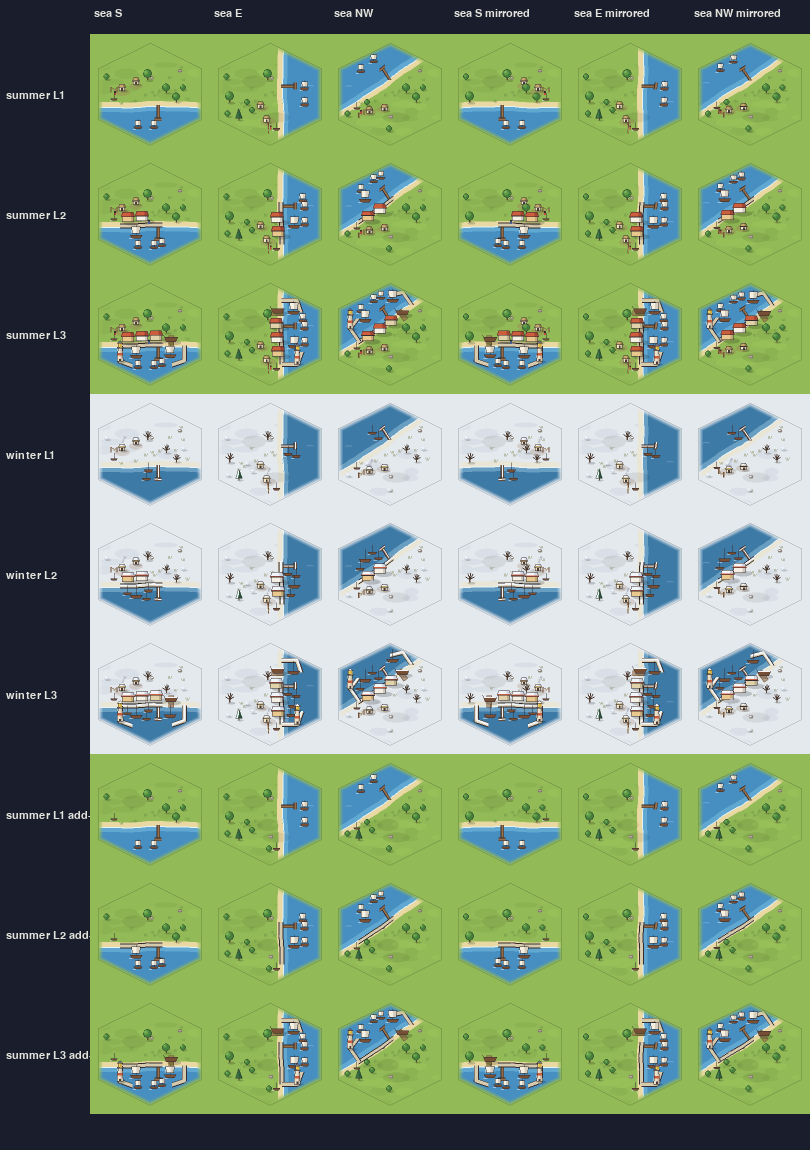 sea S sea E sea NW sea S mirrored sea E mirrored sea NW mirrored
summer L1
summer L2
summer L3
winter L1
winter L2
winter L3
summer L1 add-
summer L2 add-
summer L3 add-